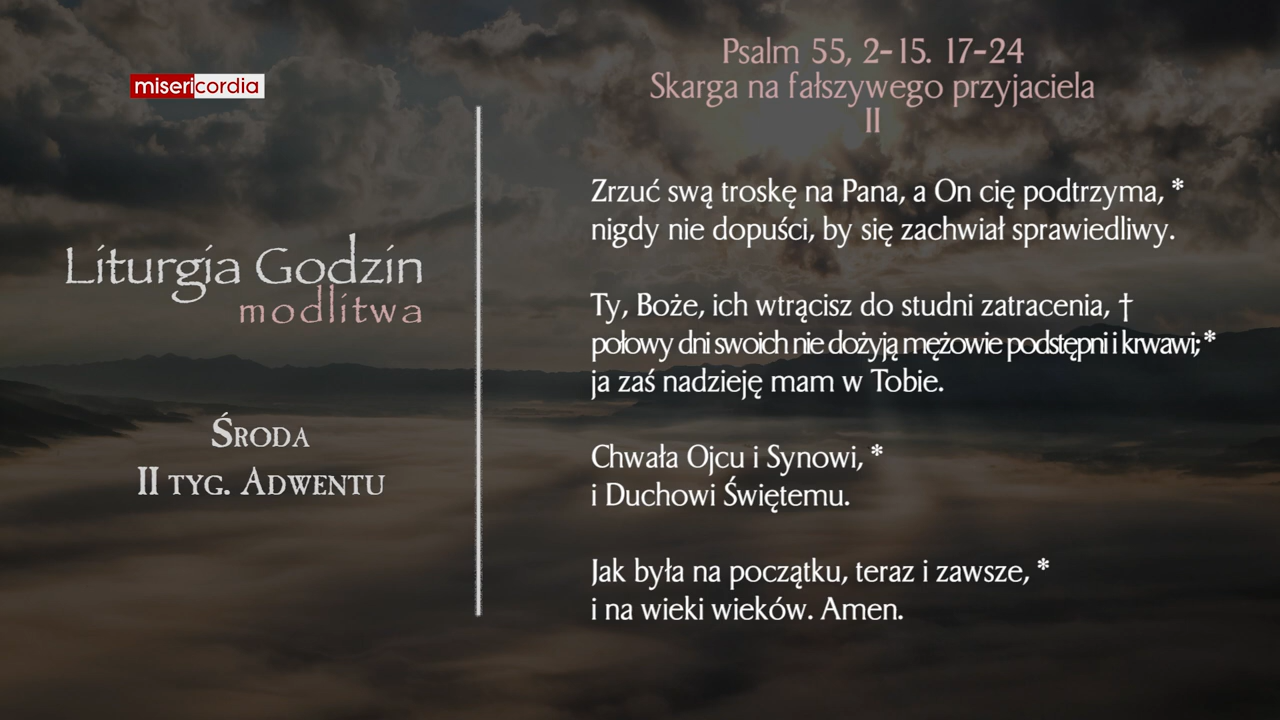 misericordia
Liturgia Godzin
modlitwa
Środa
II tyg. Adwentu
Psalm 55, 2-15. 17-24
Skarga na fałszywego przyjaciela
II
Zrzuć swą troskę na Pana, a On cię podtrzyma, *
nigdy nie dopuści, by się zachwiał sprawiedliwy.
Ty, Boże, ich wtrącisz do studni zatracenia, †
połowy dni swoich nie dożyją mężowie podstępni i krwawi; *
ja zaś nadzieję mam w Tobie.
Chwała Ojcu i Synowi, *
i Duchowi Świętemu.
Jak była na początku, teraz i zawsze, *
i na wieki wieków. Amen.